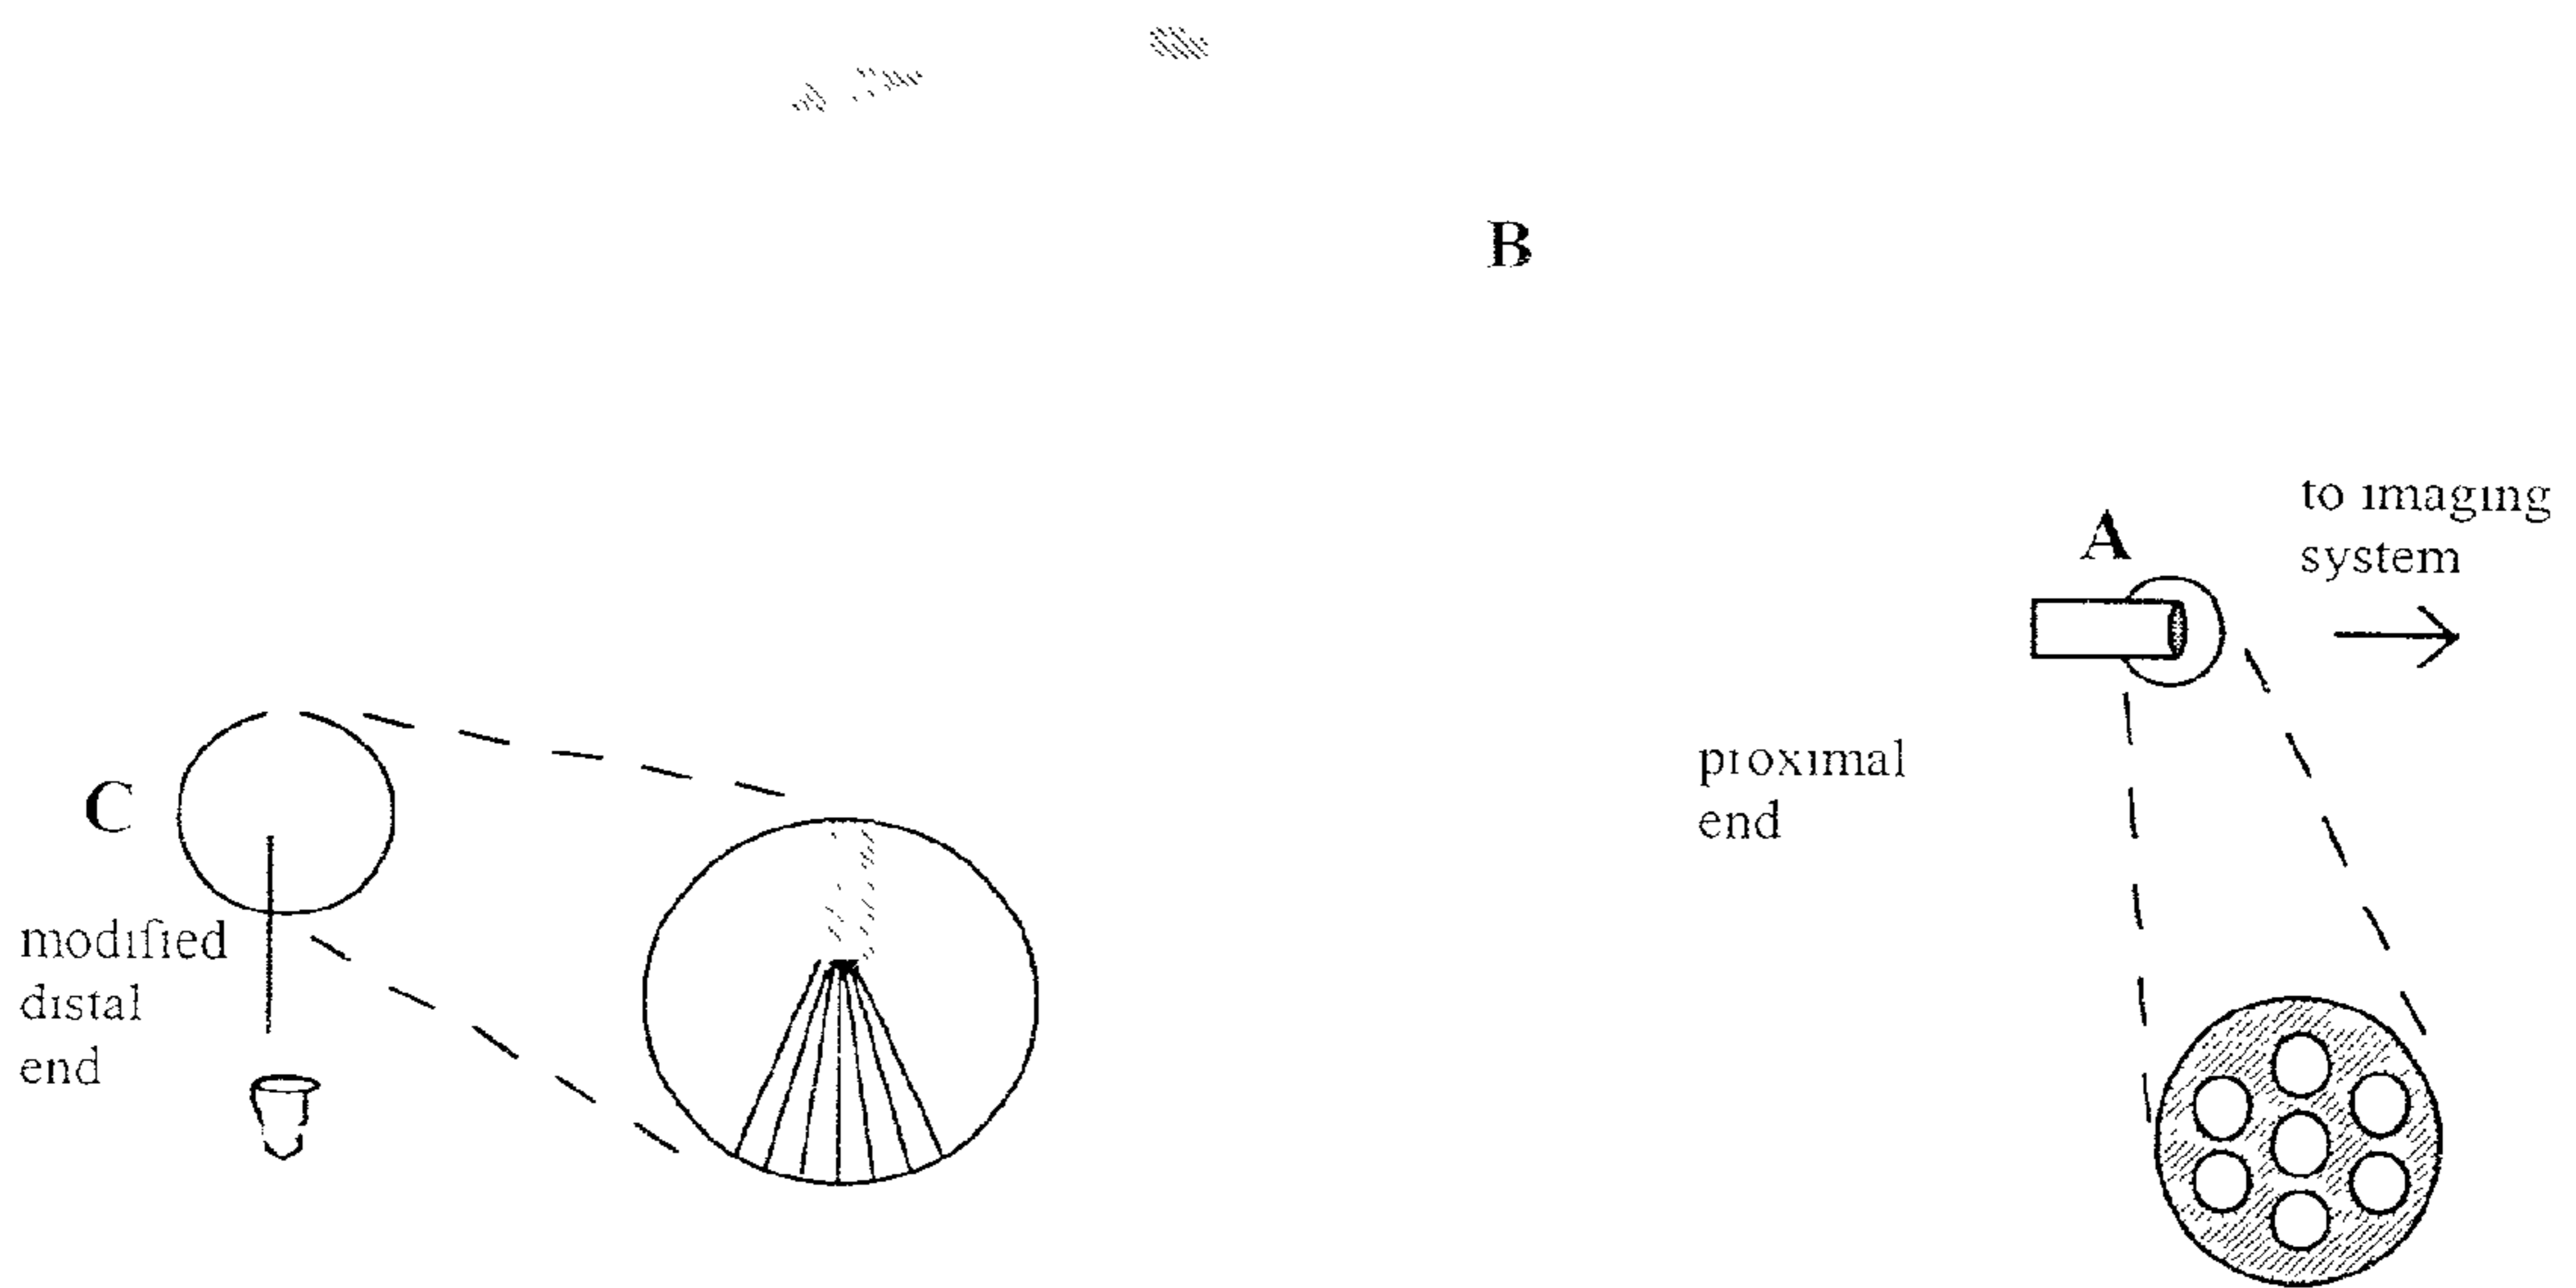 B
to imaging
system
A
proximal
end
C
modified
distal
end